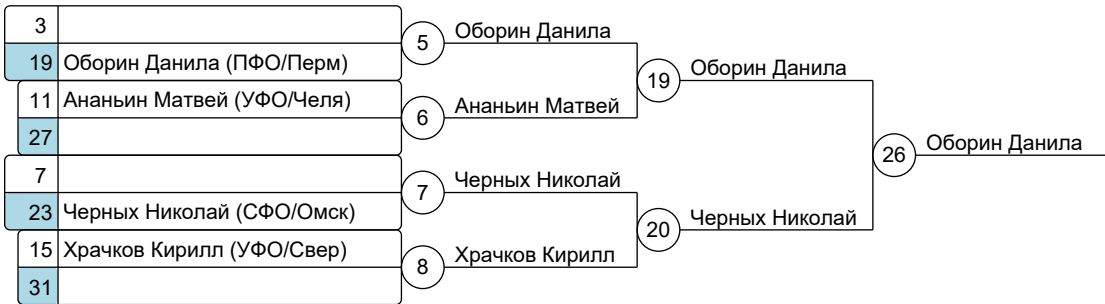 3
5
Оборин Данила
19 Оборин Данила (ПФО/Перм)
19
Оборин Данила
11 Ананьин Матвей (УФО/Челя)
6
Ананьин Матвей
27
26
Оборин Данила
7
7
Черных Николай
23 Черных Николай (СФО/Омск)
20
Черных Николай
15 Храчков Кирилл (УФО/Свер)
8
Храчков Кирилл
31